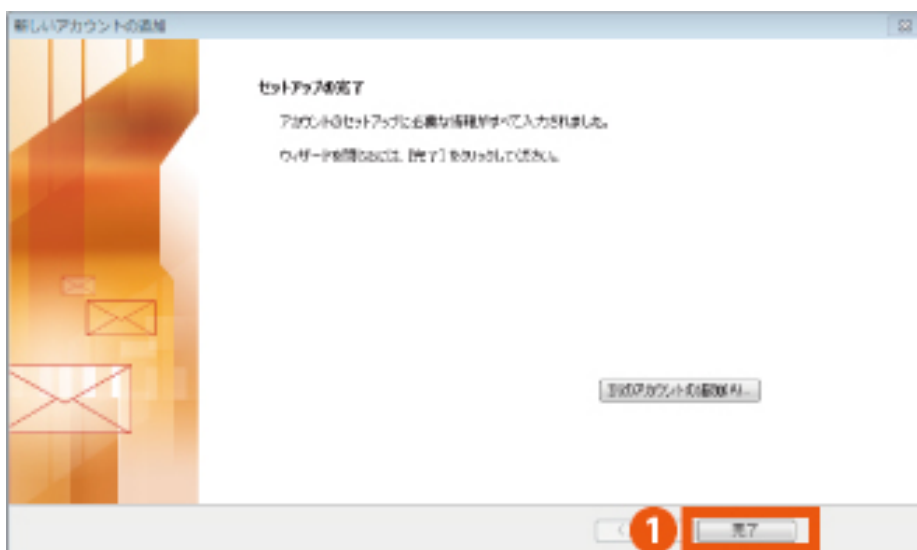 新しいアカウントの追加
セットアップの完了
アカウントのセットアップに必要な情報がすべて入力されました。
ウィザードを閉じるには、[完了] をクリックしてください。
別のアカウントの追加(A)...
1
完了